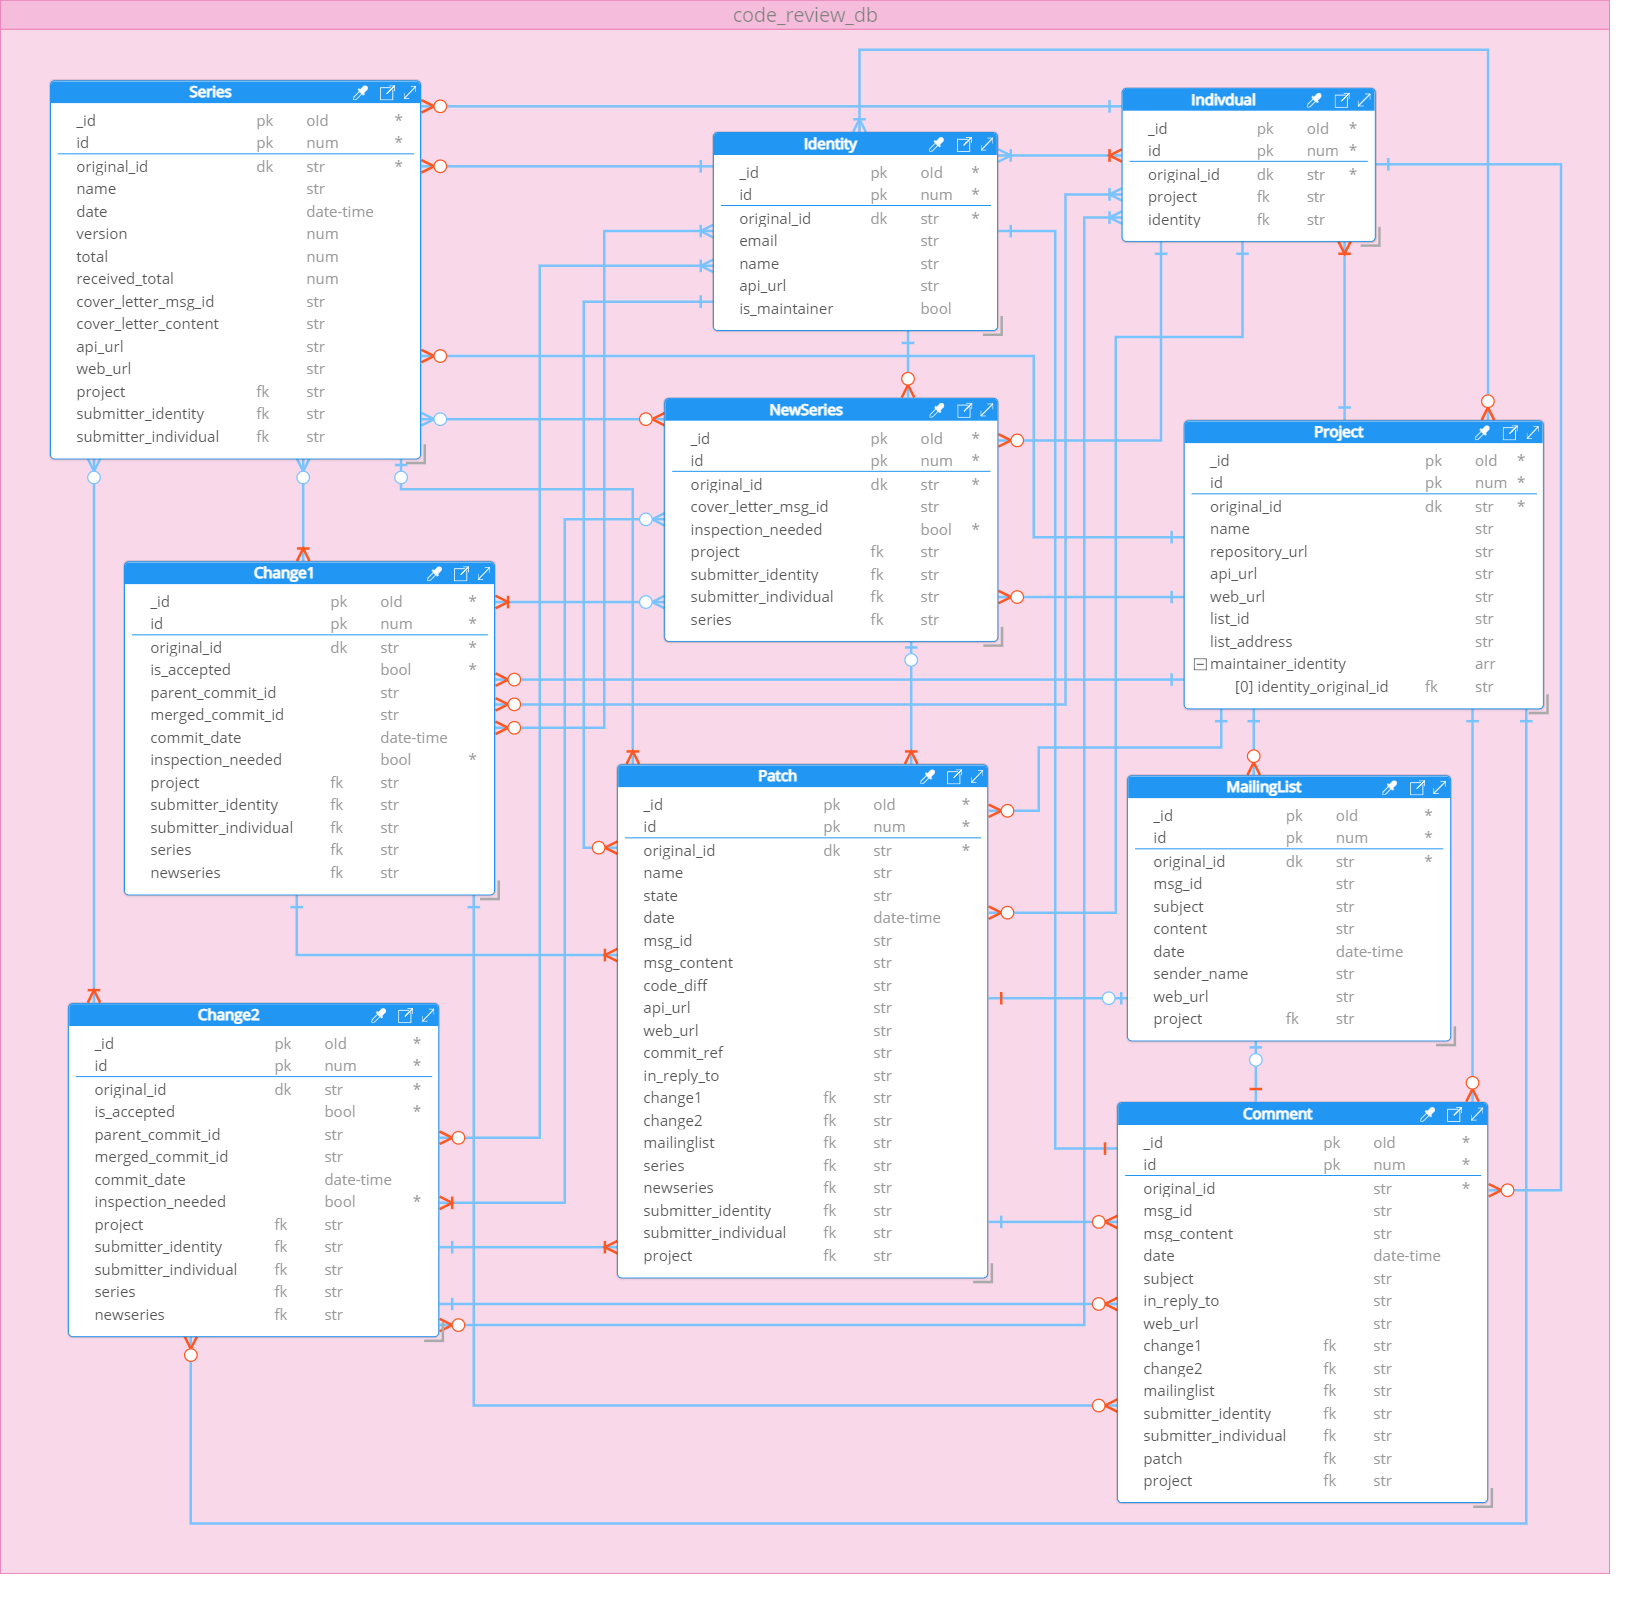 code_review_db
Series
_id pk old *
id pk num *
original_id dk str *
name str
date date-time
version num
total num
received_total num
cover_letter_msg_id str
cover_letter_content str
api_url str
web_url str
project fk str
submitter_identity fk str
submitter_individual fk str
Identity
_id pk old *
id pk num *
original_id dk str *
email str
name str
api_url str
is_maintainer bool
Indivdual
_id pk old *
id pk num *
original_id dk str *
project fk str
identity fk str
NewSeries
_id pk old *
id pk num *
original_id dk str *
cover_letter_msg_id str
inspection_needed bool *
project fk str
submitter_identity fk str
submitter_individual fk str
series fk str
Project
_id pk old *
id pk num *
original_id dk str *
name str
repository_url str
api_url str
web_url str
list_id str
list_address str
maintainer_identity arr
[0] identity_original_id fk str
Change1
_id pk old *
id pk num *
original_id dk str *
is_accepted bool *
parent_commit_id str
merged_commit_id str
commit_date date-time
inspection_needed bool *
project fk str
submitter_identity fk str
submitter_individual fk str
series fk str
newseries fk str
Patch
_id pk old *
id pk num *
original_id dk str *
name str
state str
date date-time
msg_id str
msg_content str
code_diff str
api_url str
web_url str
commit_ref str
in_reply_to str
change1 fk str
change2 fk str
mailinglist fk str
series fk str
newseries fk str
submitter_identity fk str
submitter_individual fk str
project fk str
MailingList
_id pk old *
id pk num *
original_id dk str *
msg_id str
subject str
content str
date date-time
sender_name str
web_url str
project fk str
Change2
_id pk old *
id pk num *
original_id dk str *
is_accepted bool *
parent_commit_id str
merged_commit_id str
commit_date date-time
inspection_needed bool *
project fk str
submitter_identity fk str
submitter_individual fk str
series fk str
newseries fk str
Comment
_id pk old *
id pk num *
original_id str *
msg_id str
msg_content str
date date-time
subject str
in_reply_to str
web_url str
change1 fk str
change2 fk str
mailinglist fk str
submitter_identity fk str
submitter_individual fk str
patch fk str
project fk str